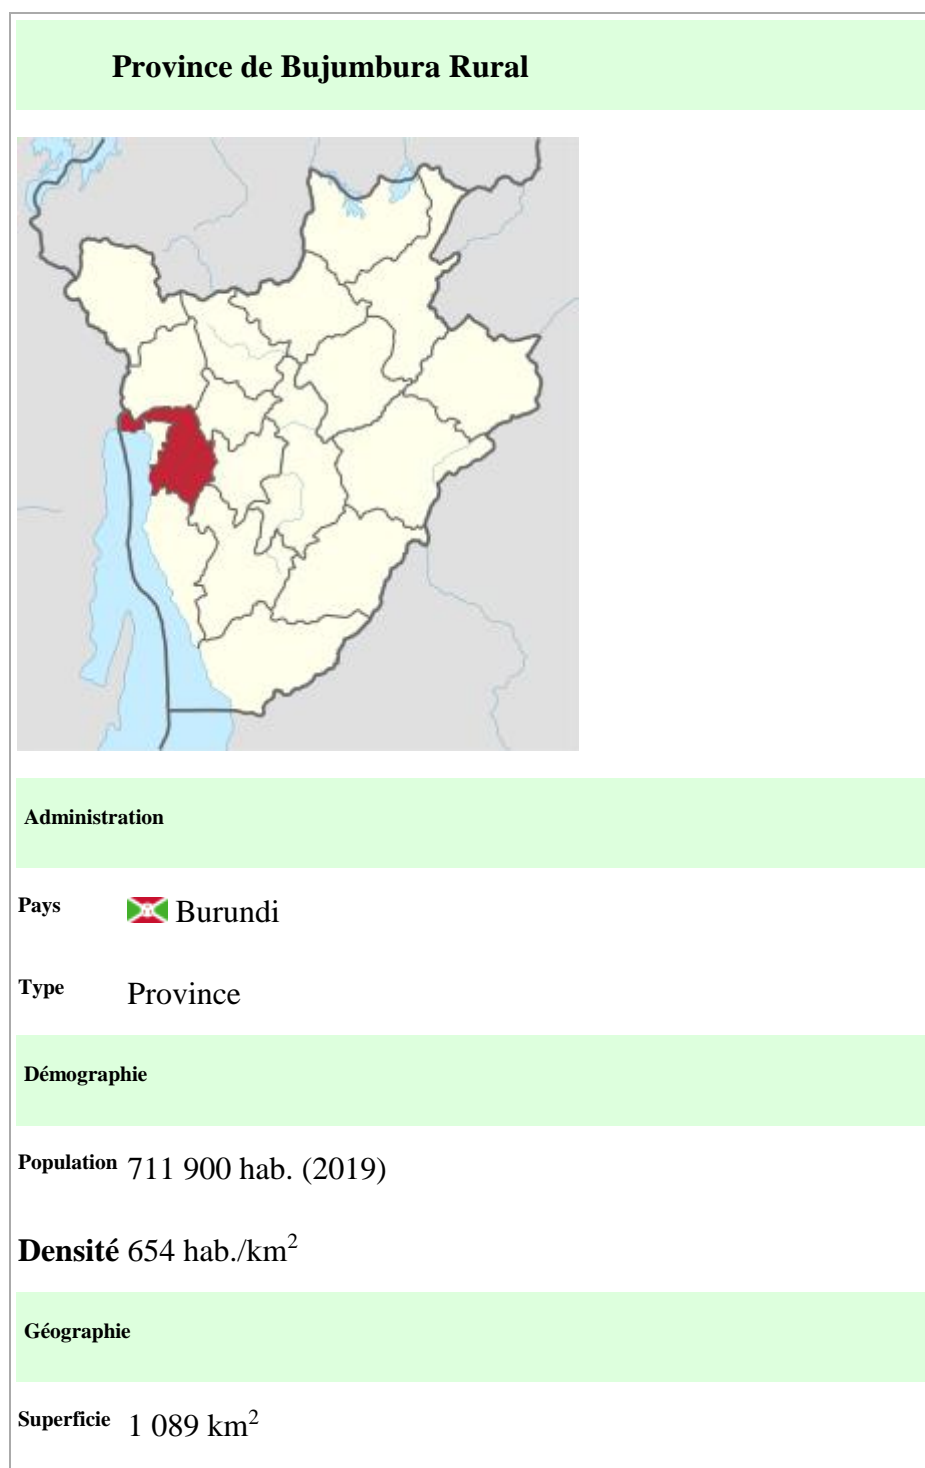 Province de Bujumbura Rural
Administration
Pays Burundi
Type Province
Démographie
Population 711 900 hab. (2019)
Densité 654 hab./km²
Géographie
Superficie 1 089 km²